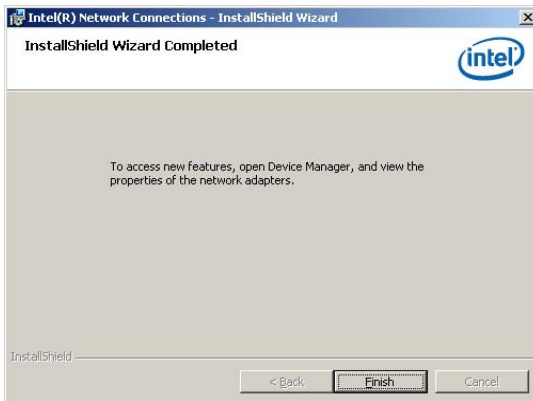 Intel(R) Network Connections - InstallShield Wizard
InstallShield Wizard Completed
intel
To access new features, open Device Manager, and view the
properties of the network adapters.
InstallShield
< Back
Finish
Cancel